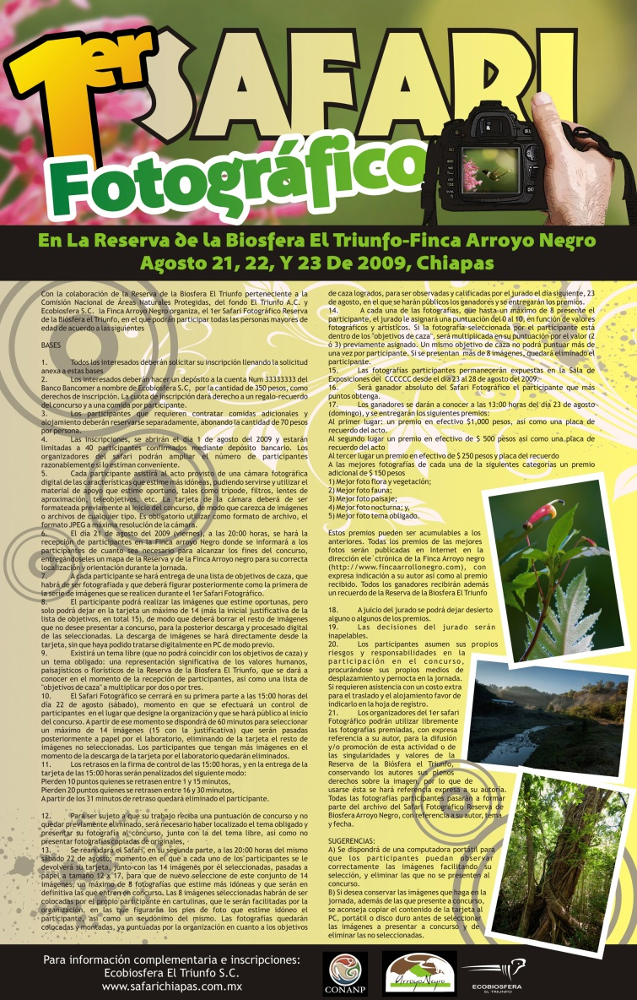 1er SAFARI
Fotográfico
En La Reserva de la Biosfera El Triunfo-Finca Arroyo Negro
Agosto 21, 22, Y 23 De 2009, Chiapas
Con la colaboración de la Reserva de la Biosfera El Triunfo perteneciente a la
Comisión Nacional de Áreas Naturales Protegidas, del fondo El Triunfo A.C. y
Ecobiosfera S.C, la Finca Arroyo Negro organiza, el 1er Safari Fotográfico Reserva
de la Biósfera el Triunfo, en el que podrán participar todas las personas mayores de
edad de acuerdo a las siguientes
BASES
1. Todos los interesados deberán solicitar su inscripción llenando la solicitud
anexa a estas bases
2. Los interesados deberán hacer un depósito a la cuenta Num 33333333 del
Banco Bancomer a nombre de Ecobiosfera S.C, por la cantidad de 350 pesos, como
derechos de inscripción. La cuota de inscripción dará derecho a un regalo-recuerdo
del concurso y a una comida por participante.
3. Los participantes que requieren contratar comidas adicionales y
alojamiento deberán reservarse separadamente, abonando la cantidad de 70 pesos
por persona.
4. Las inscripciones, se abrirán el dia 1 de agosto del 2009 y estarán
limitadas a 40 participantes confirmados mediante depósito bancario. Los
organizadores del safari podrán ampliar el número de participantes
razonablemente si lo estiman conveniente.
5. Cada participante asistirá al acto provisto de una cámara fotográfica
digital de las características que estime más idóneas, pudiendo servirse y utilizar el
material de apoyo que estime oportuno, tales como trípode, filtros, lentes de
aproximación, teleobjetivos, etc. La tarjeta de la cámara deberá de ser
formateada previamente al inicio del concurso, de modo que carezca de imágenes
o archivos de cualquier tipo. Es obligatorio utilizar como formato de archivo, el
formato JPEG a máxima resolución de la cámara.
6. El día 21 de agosto del 2009 (viernes), a las 20:00 horas, se hará la
recepción de participantes en la Finca arroyo Negro donde se informará a los
participantes de cuanto sea necesario para alcanzar los fines del concurso,
entregándoseles un mapa de la Reserva y de la Finca Arroyo negro para su correcta
localización y orientación durante la jornada.
7. A cada participante se hará entrega de una lista de objetivos de caza, que
habrá de ser fotografiada y que deberá figurar posteriormente como la primera de
la serie de imágenes que se realicen durante el 1er Safari Fotográfico.
8. El participante podrá realizar las imágenes que estime oportunas, pero
solo podrá dejar en la tarjeta un máximo de 14 (más la inicial justificativa de la
lista de objetivos, en total 15), de modo que deberá borrar el resto de imágenes
que no desee presentar a concurso, para la posterior descarga y procesado digital
de las seleccionadas. La descarga de imágenes se hará directamente desde la
tarjeta, sin que haya podido tratarse digitalmente en PC de modo previo.
9. Existirá un tema libre (que no podrá coincidir con los objetivos de caza) y
un tema obligado: una representación significativa de los valores humanos,
paisajísticos o florísticos de la Reserva de la Biosfera El Triunfo, que se dará a
conocer en el momento de la recepción de participantes, así como una lista de
"objetivos de caza" a multiplicar por dos o por tres.
10. El Safari Fotográfico se cerrará en su primera parte a las 15:00 horas del
día 22 de agosto (sábado), momento en que se efectuará un control de
participantes en el lugar que designe la organización y que se hará público al inicio
del concurso. A partir de ese momento se dispondrá de 60 minutos para seleccionar
un máximo de 14 imágenes (15 con la justificativa) que serán pasadas
posteriormente a papel por el laboratorio, eliminando de la tarjeta el resto de
imágenes no seleccionadas. Los participantes que tengan más imágenes en el
momento de la descarga de la tarjeta por el laboratorio quedarán eliminados.
11. Los retrasos en la firma de control de las 15:00 horas, y en la entrega de la
tarjeta de las 15:00 horas serán penalizados del siguiente modo:
Pierden 10 puntos quienes se retrasen entre 1 y 15 minutos,
Pierden 20 puntos quienes se retrasen entre 16 y 30 minutos,
A partir de los 31 minutos de retraso quedará eliminado el participante.
12. Para ser sujeto a que su trabajo reciba una puntuación de concurso y no
quedar previamente eliminado, será necesario haber localizado el tema obligado y
presentar su fotografía al concurso, junto con la del tema libre, así como no
presentar fotografías copiadas de originales,
13. Se reanudará el Safari, en su segunda parte, a las 20:00 horas del mismo
sábado 22 de agosto; momento en el que a cada uno de los participantes se le
devolverá su tarjeta, junto con las 14 imágenes por él seleccionadas, pasadas a
papel a tamaño 12 x 17, para que de nuevo seleccione de este conjunto de 14
imágenes, un máximo de 8 fotografías que estime más idóneas y que serán en
definitiva las que entren en concurso. Las 8 imágenes seleccionadas habrán de ser
colocadas por el propio participante en cartulinas, que le serán facilitadas por la
organización, en las que figurarán los pies de foto que estime idóneo el
participante, así como un seudónimo del mismo. Las fotografías quedarán
colocadas y montadas, ya puntuadas por la organización en cuanto a los objetivos
de caza logrados, para ser observadas y calificadas por el jurado el día siguiente, 23
de agosto, en el que se harán públicos los ganadores y se entregarán los premios.
14. A cada una de las fotografías, que hasta un máximo de 8 presente el
participante, el jurado le asignará una puntuación del 0 al 10, en función de valores
fotográficos y artísticos. Si la fotografía seleccionada por el participante está
dentro de los "objetivos de caza", será multiplicada en su puntuación por el valor (2
ó 3) previamente asignado. Un mismo objetivo de caza no podrá puntuar más de
una vez por participante. Si se presentan más de 8 imágenes, quedará eliminado el
participante.
15. Las fotografías participantes permanecerán expuestas en la Sala de
Exposiciones del CCCCCC desde el día 23 al 28 de agosto del 2009.
16. Será ganador absoluto del Safari Fotográfico el participante que más
puntos obtenga.
17. Los ganadores se darán a conocer a las 13:00 horas del día 23 de agosto
(domingo), y se entregarán los siguientes premios:
Al primer lugar: un premio en efectivo $1,000 pesos, así como una placa de
recuerdo del acto.
Al segundo lugar un premio en efectivo de $ 500 pesos así como una placa de
recuerdo del acto
Al tercer lugar un premio en efectivo de $ 250 pesos y placa del recuerdo
A las mejores fotografías de cada una de la siguientes categorías un premio
adicional de $ 150 pesos
1) Mejor foto flora y vegetación;
2) Mejor foto fauna;
3) Mejor foto paisaje;
4) Mejor foto nocturna; y,
5) Mejor foto tema obligado.
Estos premios pueden ser acumulables a los
anteriores. Todas los premios de las mejores
fotos serán publicadas en Internet en la
dirección ele´ctrónica de la Finca Arroyo negro
(http://www.fincaarrollonegro.com), con
expresa indicación a su autor así como al premio
recibido. Todos los ganadores recibirán además
un recuerdo de la Reserva de la Biosfera El Triunfo
18. A juicio del jurado se podrá dejar desierto
alguno o algunos de los premios.
19. Las decisiones del jurado serán
inapelables.
20. Los participantes asumen sus propios
riesgos y responsabilidades en la
participación en el concurso,
procurándose sus propios medios de
desplazamiento y pernocta en la jornada.
Si requieren asistencia con costo extra
para el traslado y el alojamiento favor de
indicarlo en la hoja de registro.
21. Los organizadores del 1er safari
Fotográfico podrán utilizar libremente
las fotografías premiadas, con expresa
referencia a su autor, para la difusión
y/o promoción de esta actividad o de
las singularidades y valores de la
Reserva de la Biosfera el Triunfo,
conservando los autores sus plenos
derechos sobre la imagen por lo que de
usarse ésta se hará referencia expresa a su autoría.
Todas las fotografías participantes pasarán a formar
parte del archivo del Safari Fotográfico Reserva de
Biosfera Arroyo Negro, con referencia a su autor, tema
y fecha.
SUGERENCIAS:
A) Se dispondrá de una computadora portátil para
que los participantes puedan observar
correctamente las imágenes facilitando su
selección, y eliminar las que no se presenten al
concurso.
B) Si desea conservar las imágenes que haga en la
jornada, además de las que presente a concurso,
se aconseja copiar el contenido de la tarjeta al
PC, portátil o disco duro antes de seleccionar
las imágenes a presentar a concurso y de
eliminar las no seleccionadas.
Para información complementaria e inscripciones:
Ecobiosfera El Triunfo S.C.
www.safarichiapas.com.mx
CONANP
Arroyo Negro
ECOBIOSFERA
EL TRIUNFO